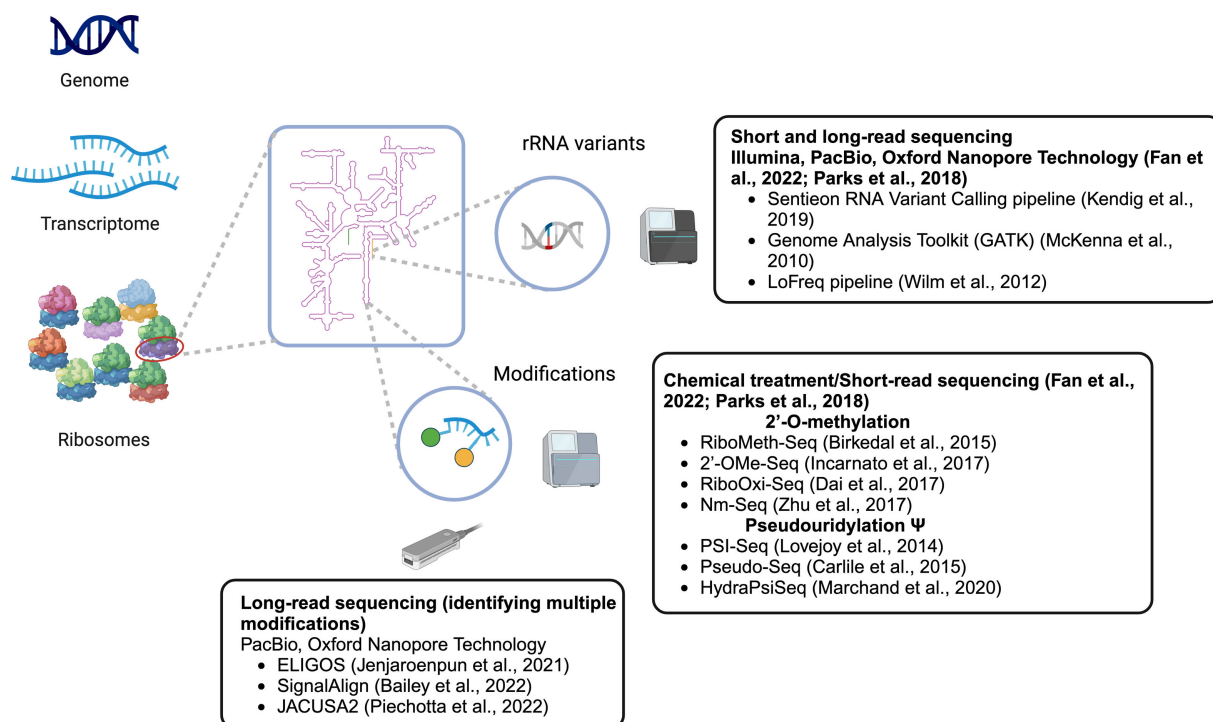 Genome
Transcriptome
Ribosomes
rRNA variants
Short and long-read sequencing
Illumina, PacBio, Oxford Nanopore Technology (Fan et
al., 2022; Parks et al., 2018)
• Sentieon RNA Variant Calling pipeline (Kendig et al.,
2019)
• Genome Analysis Toolkit (GATK) (McKenna et al.,
2010)
• LoFreq pipeline (Wilm et al., 2012)
Modifications
Chemical treatment/Short-read sequencing (Fan et al.,
2022; Parks et al., 2018)
2’-O-methylation
• RiboMeth-Seq (Birkedal et al., 2015)
• 2’-OMe-Seq (Incarnato et al., 2017)
• RiboOxi-Seq (Dai et al., 2017)
• Nm-Seq (Zhu et al., 2017)
Pseudouridylation Ψ
• PSI-Seq (Lovejoy et al., 2014)
• Pseudo-Seq (Carlile et al., 2015)
• HydraPsiSeq (Marchand et al., 2020)
Long-read sequencing (identifying multiple
modifications)
PacBio, Oxford Nanopore Technology
• ELIGOS (Jenjaroenpun et al., 2021)
• SignalAlign (Bailey et al., 2022)
• JACUSA2 (Piechotta et al., 2022)